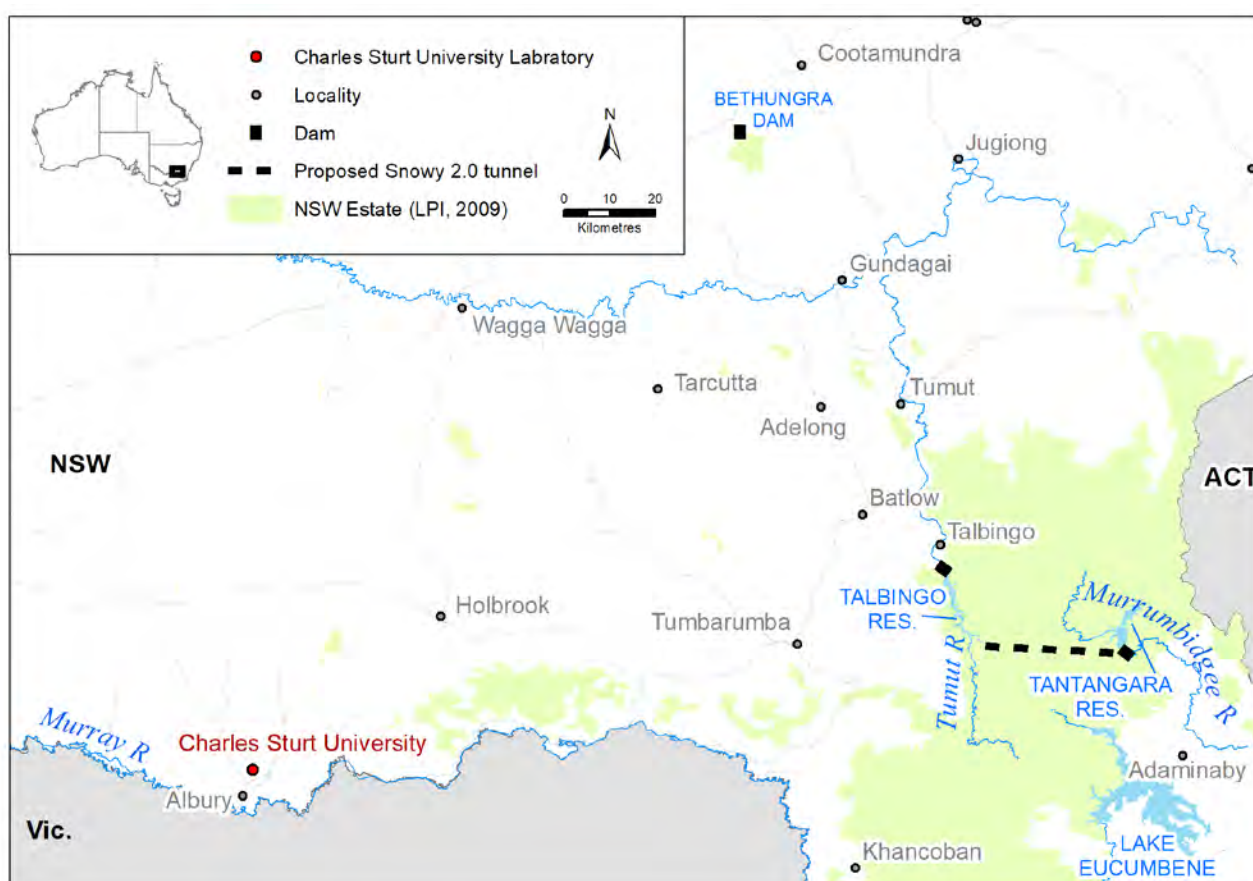 Charles Sturt University Labratory
Locality
Dam
Proposed Snowy 2.0 tunnel
NSW Estate (LPI, 2009)
N
0 10 20
Kilometres
Cootamundra
BETHUNGRA
DAM
Jugiong
Gundagai
Wagga Wagga
Tarcutta
Tumut
Adelong
NSW
ACT
Batlow
Talbingo
Holbrook
TALBINGO
RES.
Tumbarumba
Murrumbidgee R
Tumut R
TANTANGARA
RES.
Murray R
Charles Sturt University
Adaminaby
Albury
Vic.
Khancoban
LAKE
EUCUMBENE